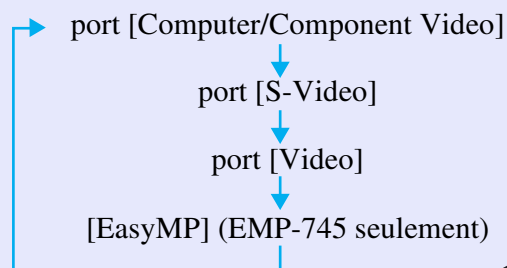 port [Computer/Component Video]
port [S-Video]
port [Video]
[EasyMP] (EMP-745 seulement)